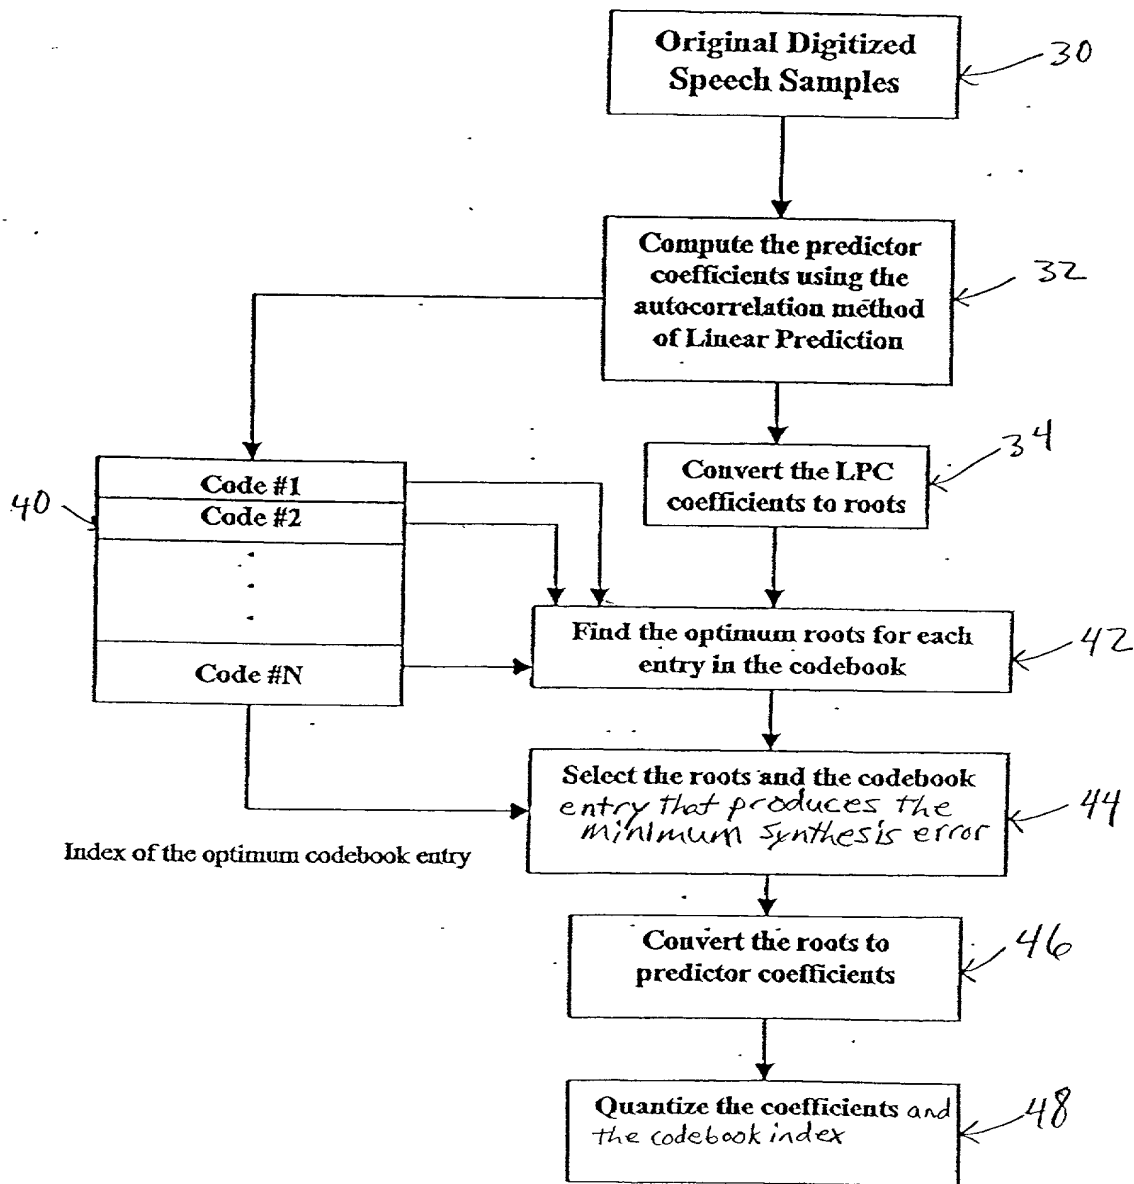 Original Digitized
Speech Samples
30
Compute the predictor
coefficients using the
autocorrelation method
of Linear Prediction
32
Convert the LPC
coefficients to roots
34
40
Code #1
Code #2
Code #N
Find the optimum roots for each
entry in the codebook
42
Select the roots and the codebook
entry that produces the
minimum synthesis error
44
Index of the optimum codebook entry
Convert the roots to
predictor coefficients
46
Quantize the coefficients and
the codebook index
48